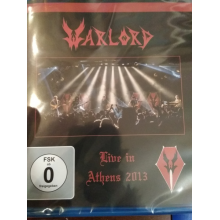 WARLORD
Live in
Athens 2013
FSK
0